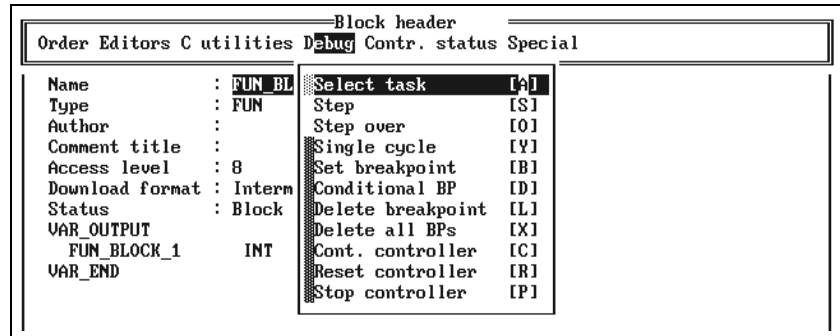 Block header
Order Editors C utilities Debug Contr. status Special
Name : FUN_BL Select task [A]
Type : FUN Step [S]
Author : Step over [O]
Comment title : Single cycle [Y]
Access level : 8 Set breakpoint [B]
Download format : Interm Conditional BP [D]
Status : Block Delete breakpoint [L]
VAR_OUTPUT Delete all BPs [X]
FUN_BLOCK_1 INT Cont. controller [C]
VAR_END Reset controller [R]
Stop controller [P]